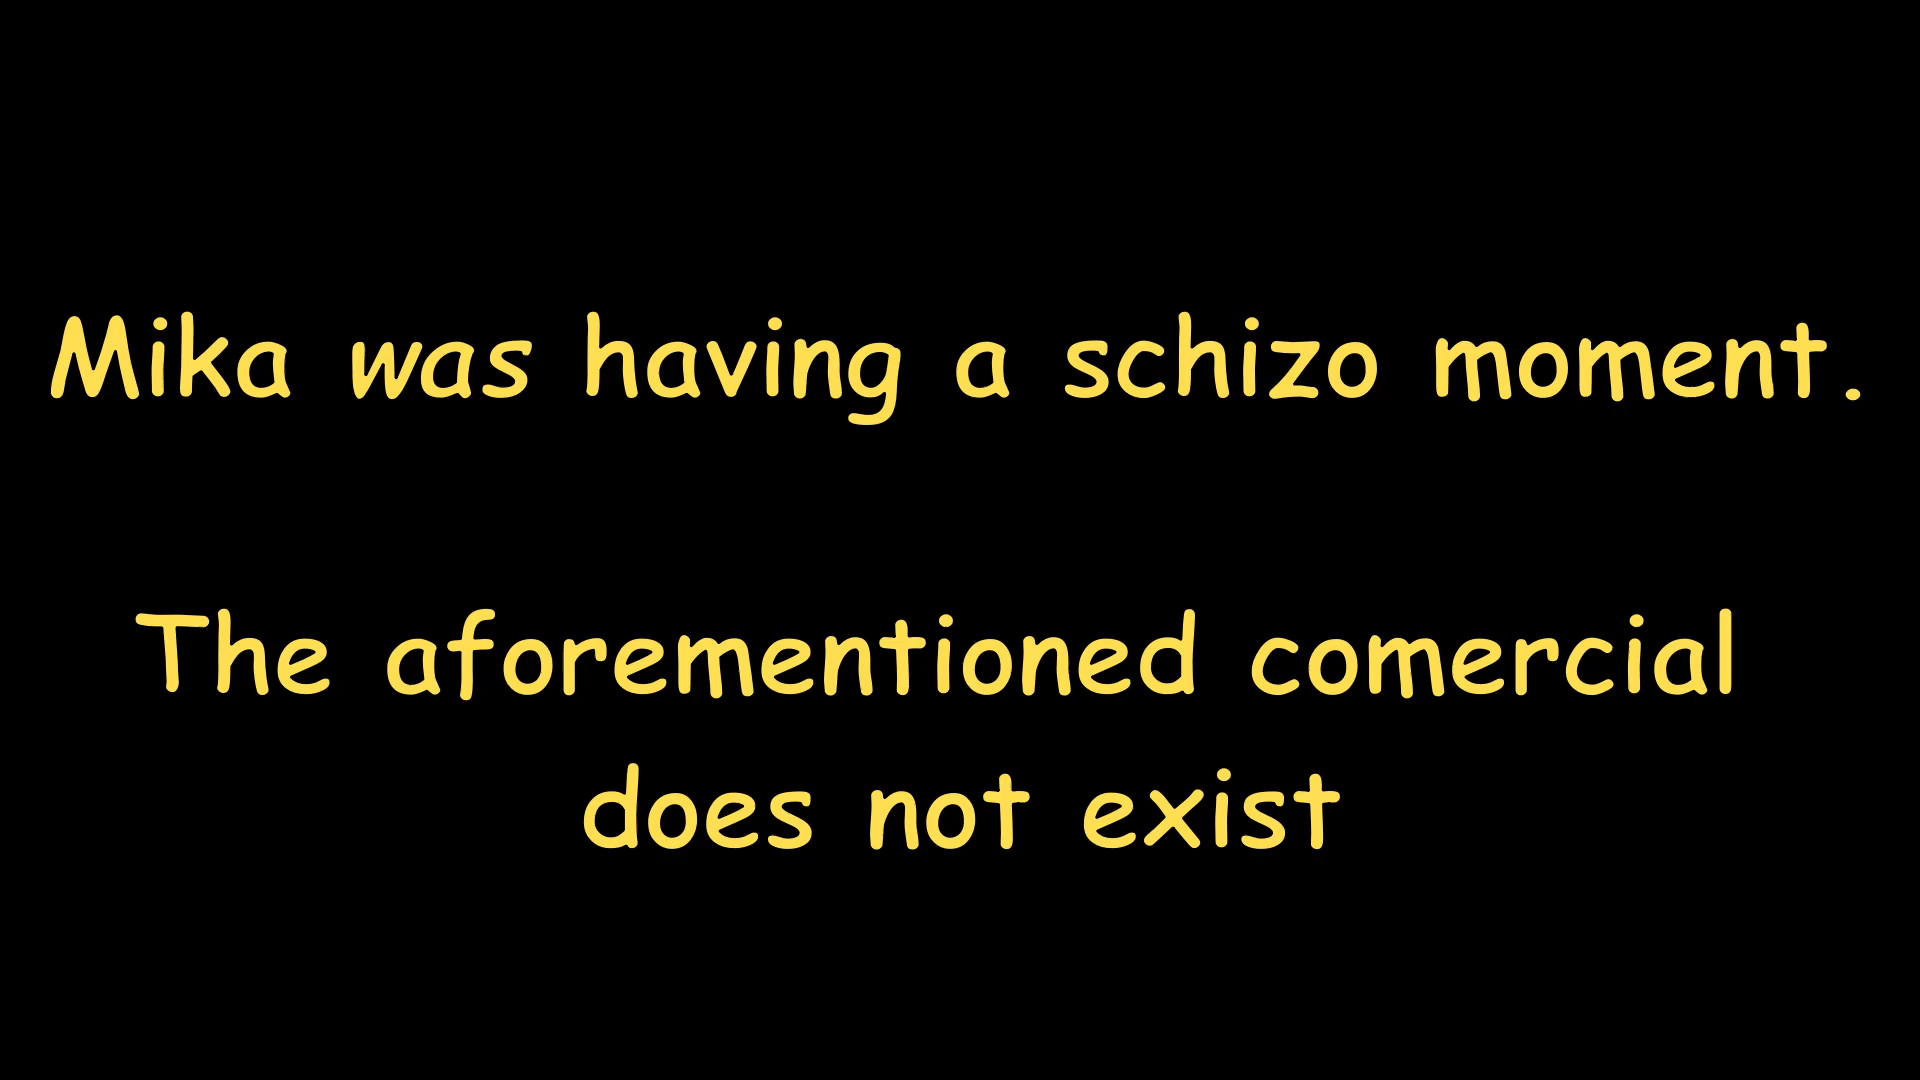 Mika was having a schizo moment.
The aforementioned comercial
does not exist